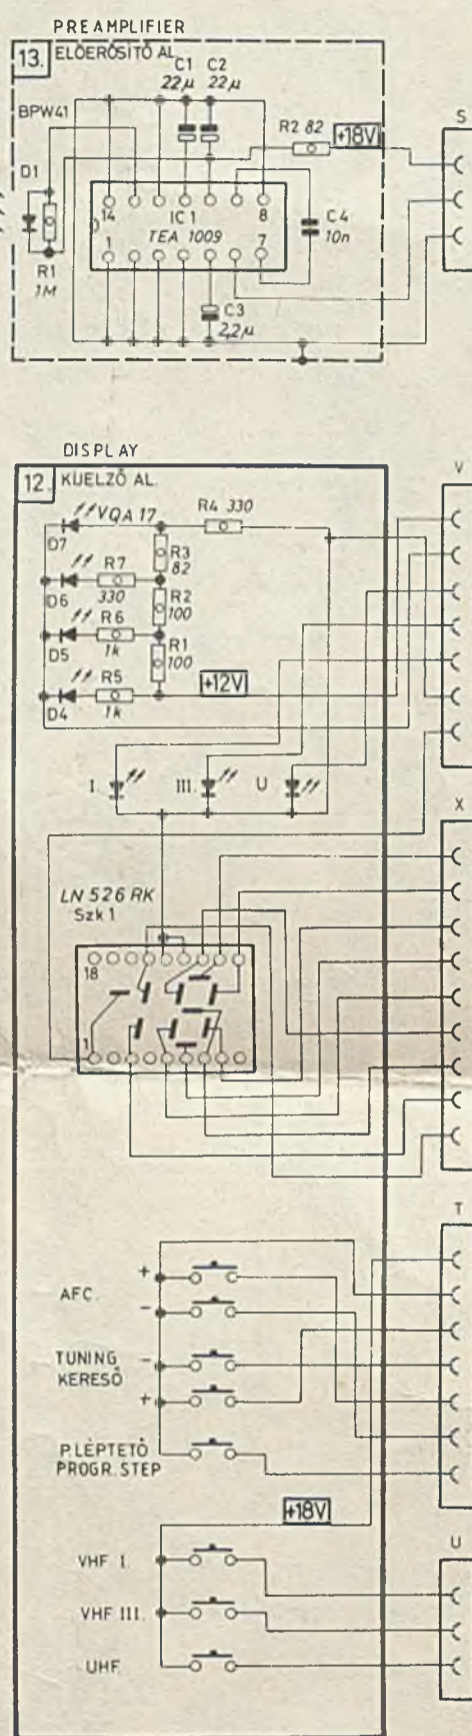 PREAMPLIFIER
13. ELŐERŐSÍTŐ AL.
C1 C2
22µ 22µ
BPW41
R2 82 +18V
S
D1
14 IC 1 8
TEA 1009
C4
10n
1 7
R1
1M
C3
2,2µ
DISPLAY
12. KIJELZŐ AL.
V
VQA 17
R4 330
D7
R3
82
R7
330
D6
R2
100
R6
1k
D5
R1
100
R5
+12V
D4
1k
I. III. U
X
LN 526 RK
Szk 1
18
1
T
+
AFC.
-
TUNING -
KERESŐ
+
P.LÉPTETŐ
PROGR. STEP
+18V
U
VHF I.
VHF III.
UHF